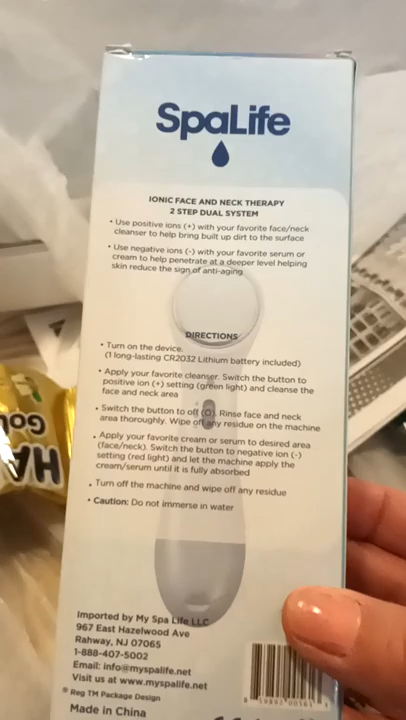 SpaLife
IONIC FACE AND NECK THERAPY
2 STEP DUAL SYSTEM
• Use positive ions (+) with your favorite face/neck
cleanser to help bring built up dirt to the surface
• Use negative ions (-) with your favorite serum or
cream to help penetrate at a deeper level helping
skin reduce the sign of anti-aging
DIRECTIONS
• Turn on the device.
(1 long-lasting CR2032 Lithium battery included)
• Apply your favorite cleanser. Switch the button to
positive ion (+) setting (green light) and cleanse the
face and neck area
• Switch the button to off (O). Rinse face and neck
area thoroughly. Wipe off any residue on the machine
• Apply your favorite cream or serum to desired area
(face/neck). Switch the button to negative ion (-)
setting (red light) and let the machine apply the
cream/serum until it is fully absorbed
• Turn off the machine and wipe off any residue
• Caution: Do not immerse in water
Imported by My Spa Life LLC
967 East Hazelwood Ave
Rahway, NJ 07065
1-888-407-5002
Email: info@myspalife.net
Visit us at www.myspalife.net
® Reg TM Package Design
Made in China
HA
Go